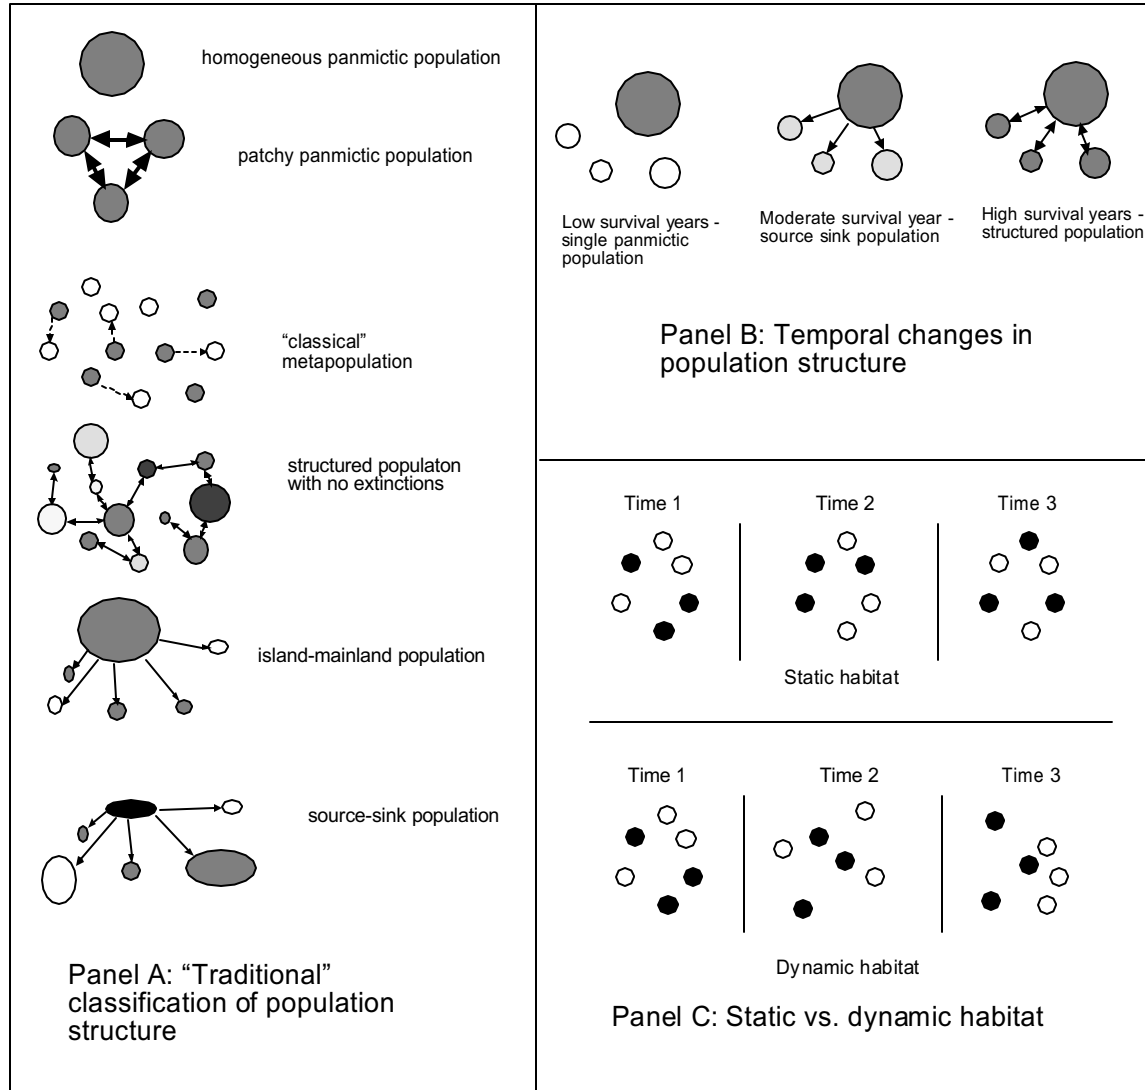 homogeneous panmictic population
patchy panmictic population
“classical”
metapopulation
structured populaton
with no extinctions
island-mainland population
source-sink population
Panel A: “Traditional”
classification of population
structure
Low survival years -
single panmictic
population
Moderate survival year -
source sink population
High survival years -
structured population
Panel B: Temporal changes in
population structure
Time 1
Time 2
Time 3
Static habitat
Time 1
Time 2
Time 3
Dynamic habitat
Panel C: Static vs. dynamic habitat